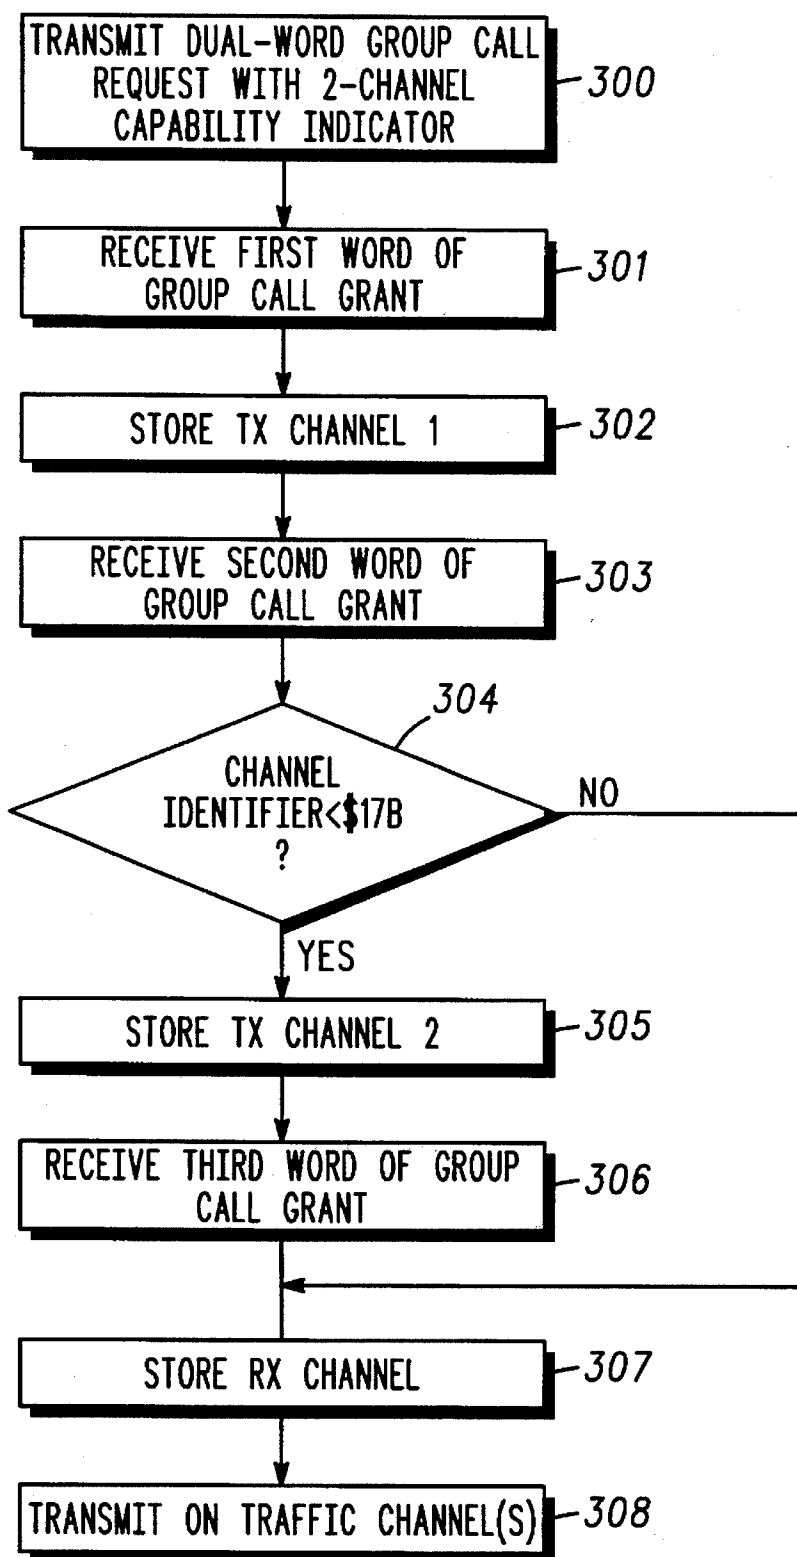 TRANSMIT DUAL-WORD GROUP CALL
REQUEST WITH 2-CHANNEL
CAPABILITY INDICATOR
300
RECEIVE FIRST WORD OF
GROUP CALL GRANT
301
STORE TX CHANNEL 1
302
RECEIVE SECOND WORD OF
GROUP CALL GRANT
303
304
CHANNEL
IDENTIFIER<$17B
?
NO
YES
STORE TX CHANNEL 2
305
RECEIVE THIRD WORD OF GROUP
CALL GRANT
306
STORE RX CHANNEL
307
TRANSMIT ON TRAFFIC CHANNEL(S)
308